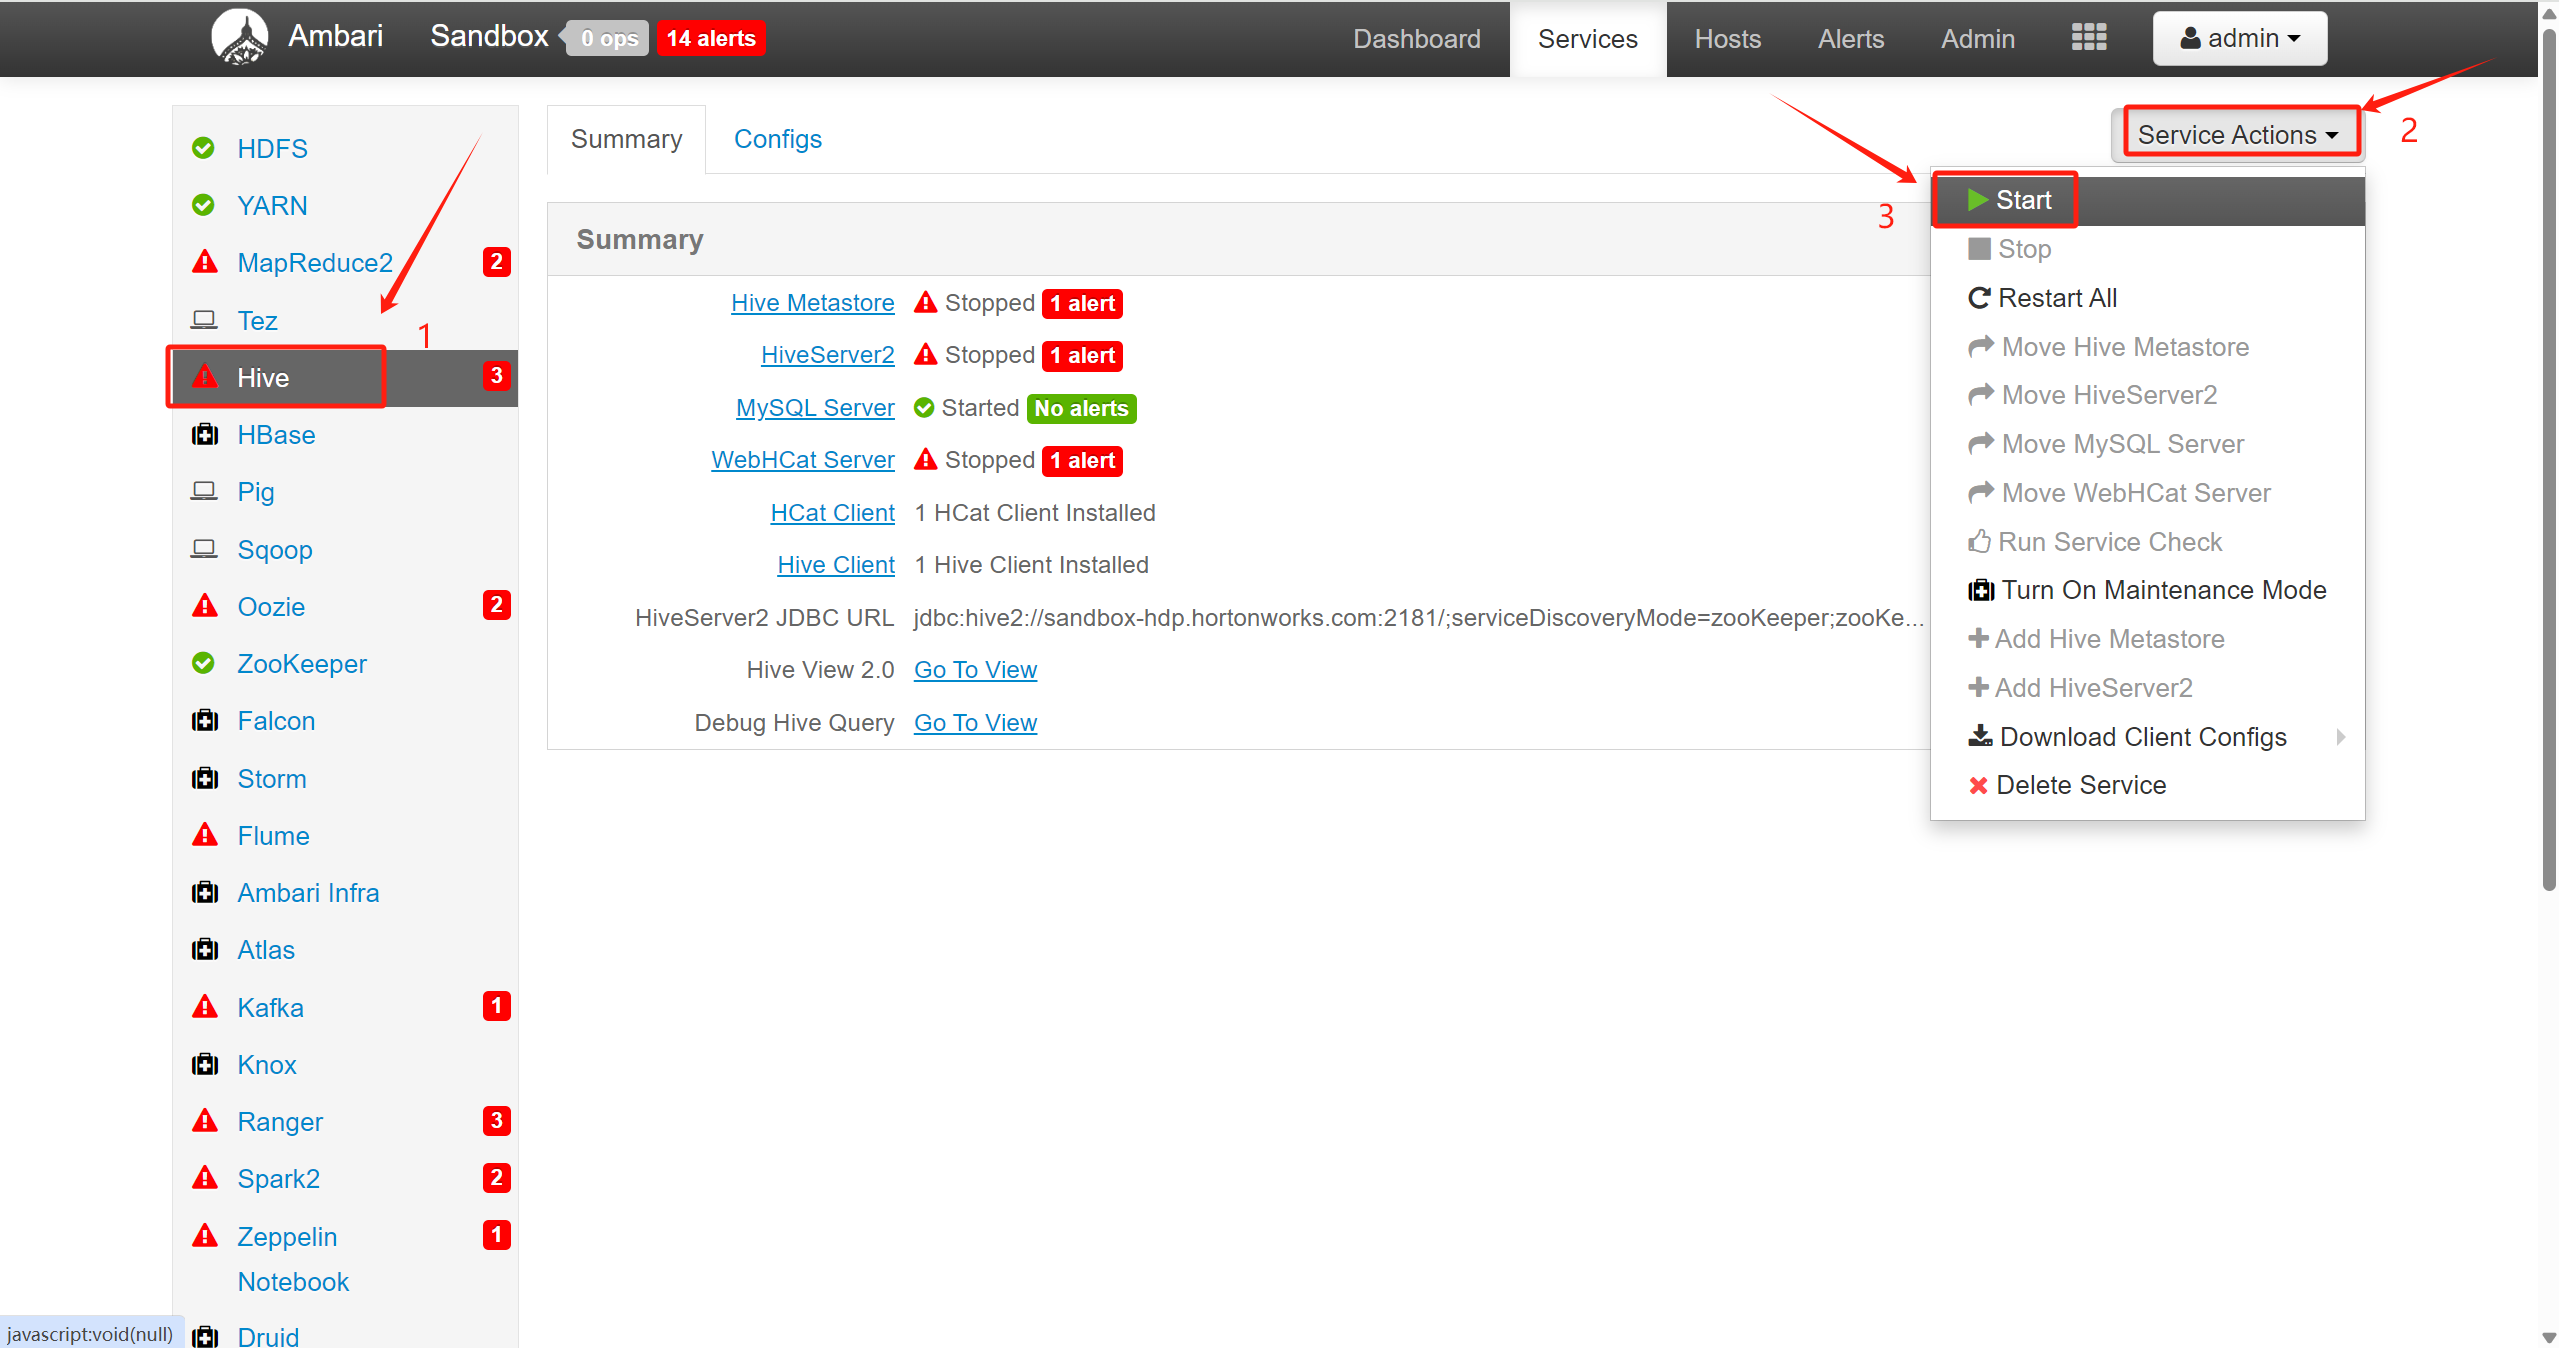 Ambari Sandbox 0 ops 14 alerts Dashboard Services Hosts Alerts Admin admin
HDFS
YARN
MapReduce2 2
Tez
1
Hive 3
HBase
Pig
Sqoop
Oozie 2
ZooKeeper
Falcon
Storm
Flume
Ambari Infra
Atlas
Kafka 1
Knox
Ranger 3
Spark2 2
Zeppelin 1
Notebook
Druid
Summary Configs
Summary
Hive Metastore Stopped 1 alert
HiveServer2 Stopped 1 alert
MySQL Server Started No alerts
WebHCat Server Stopped 1 alert
HCat Client 1 HCat Client Installed
Hive Client 1 Hive Client Installed
HiveServer2 JDBC URL jdbc:hive2://sandbox-hdp.hortonworks.com:2181/;serviceDiscoveryMode=zooKeeper;zooKe...
Hive View 2.0 Go To View
Debug Hive Query Go To View
Service Actions 2
3 Start
Stop
Restart All
Move Hive Metastore
Move HiveServer2
Move MySQL Server
Move WebHCat Server
Run Service Check
Turn On Maintenance Mode
Add Hive Metastore
Add HiveServer2
Download Client Configs
Delete Service
javascript:void(null)